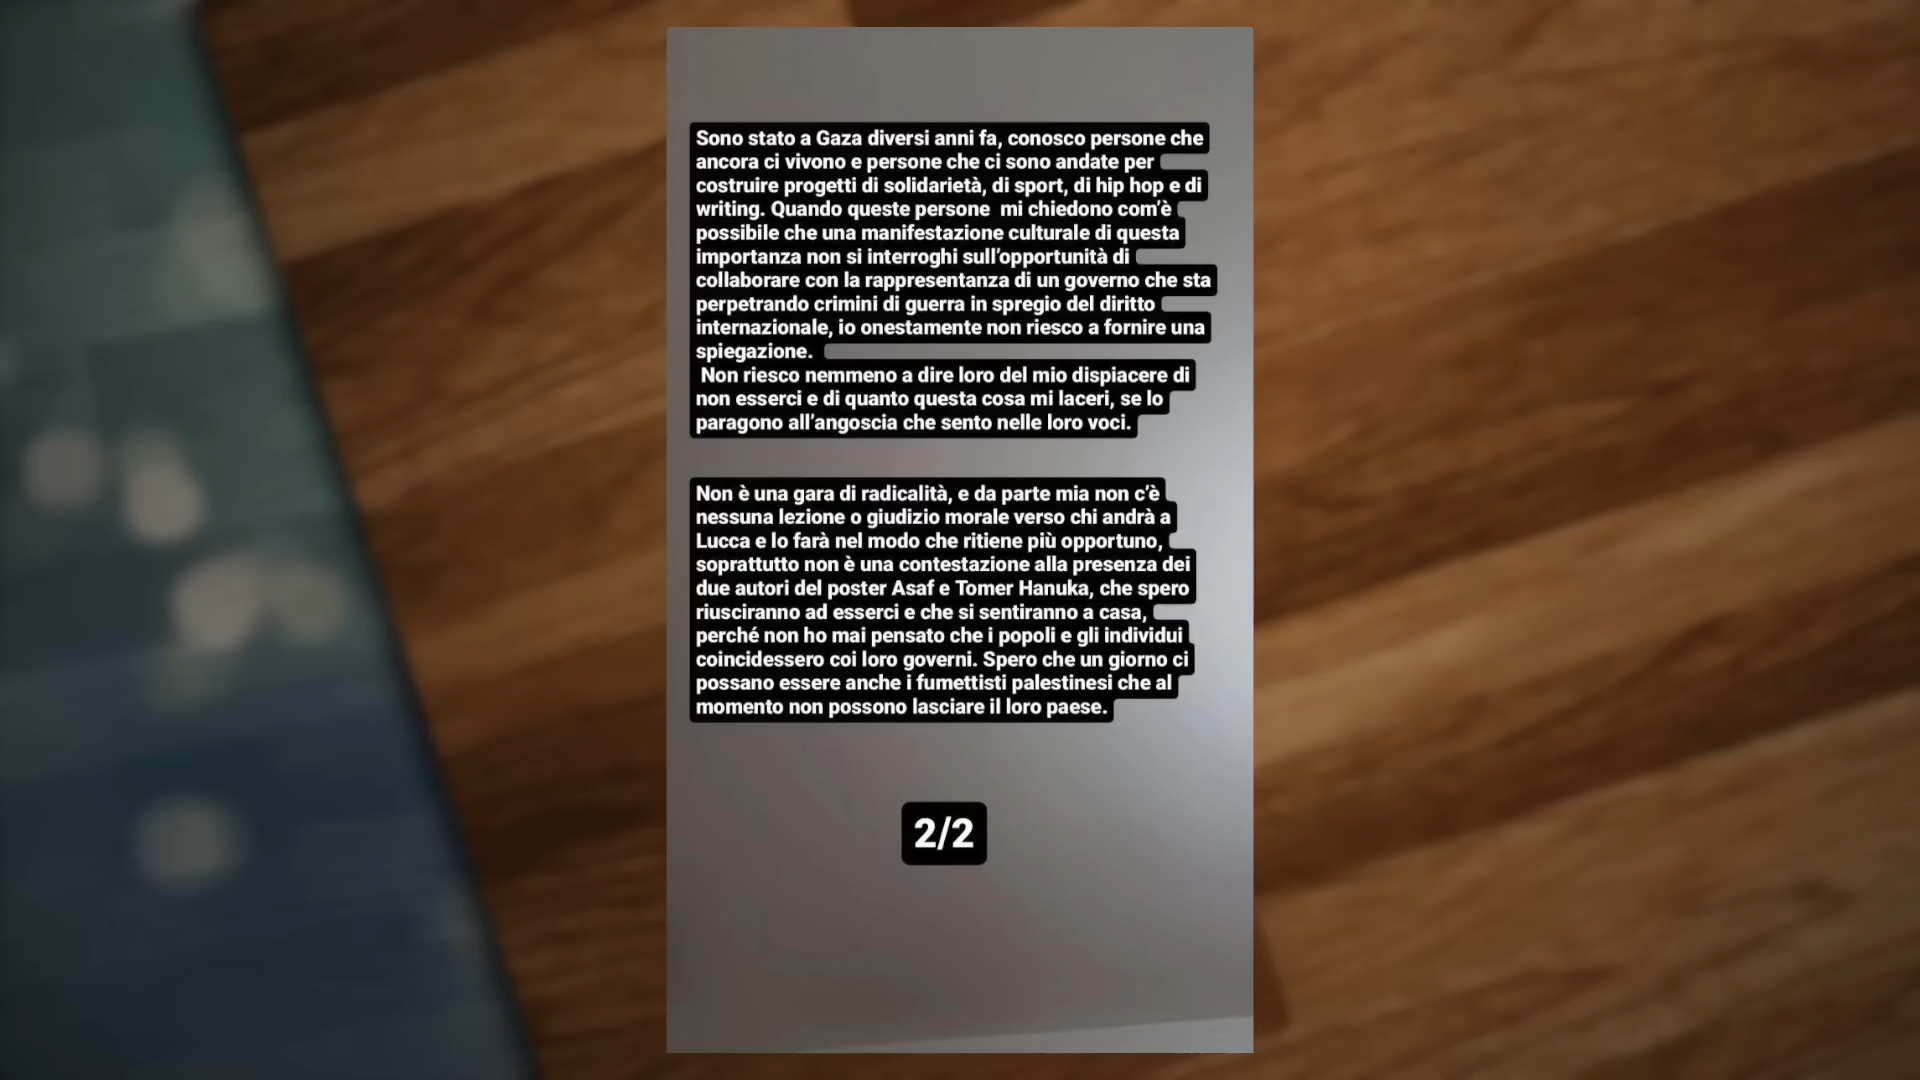 Sono stato a Gaza diversi anni fa, conosco persone che
ancora ci vivono e persone che ci sono andate per
costruire progetti di solidarietà, di sport, di hip hop e di
writing. Quando queste persone  mi chiedono com’è
possibile che una manifestazione culturale di questa
importanza non si interroghi sull’opportunità di
collaborare con la rappresentanza di un governo che sta
perpetrando crimini di guerra in spregio del diritto
internazionale, io onestamente non riesco a fornire una
spiegazione.
Non riesco nemmeno a dire loro del mio dispiacere di
non esserci e di quanto questa cosa mi laceri, se lo
paragono all’angoscia che sento nelle loro voci.
Non è una gara di radicalità, e da parte mia non c’è
nessuna lezione o giudizio morale verso chi andrà a
Lucca e lo farà nel modo che ritiene più opportuno,
soprattutto non è una contestazione alla presenza dei
due autori del poster Asaf e Tomer Hanuka, che spero
riusciranno ad esserci e che si sentiranno a casa,
perché non ho mai pensato che i popoli e gli individui
coincidessero coi loro governi. Spero che un giorno ci
possano essere anche i fumettisti palestinesi che al
momento non possono lasciare il loro paese.
2/2